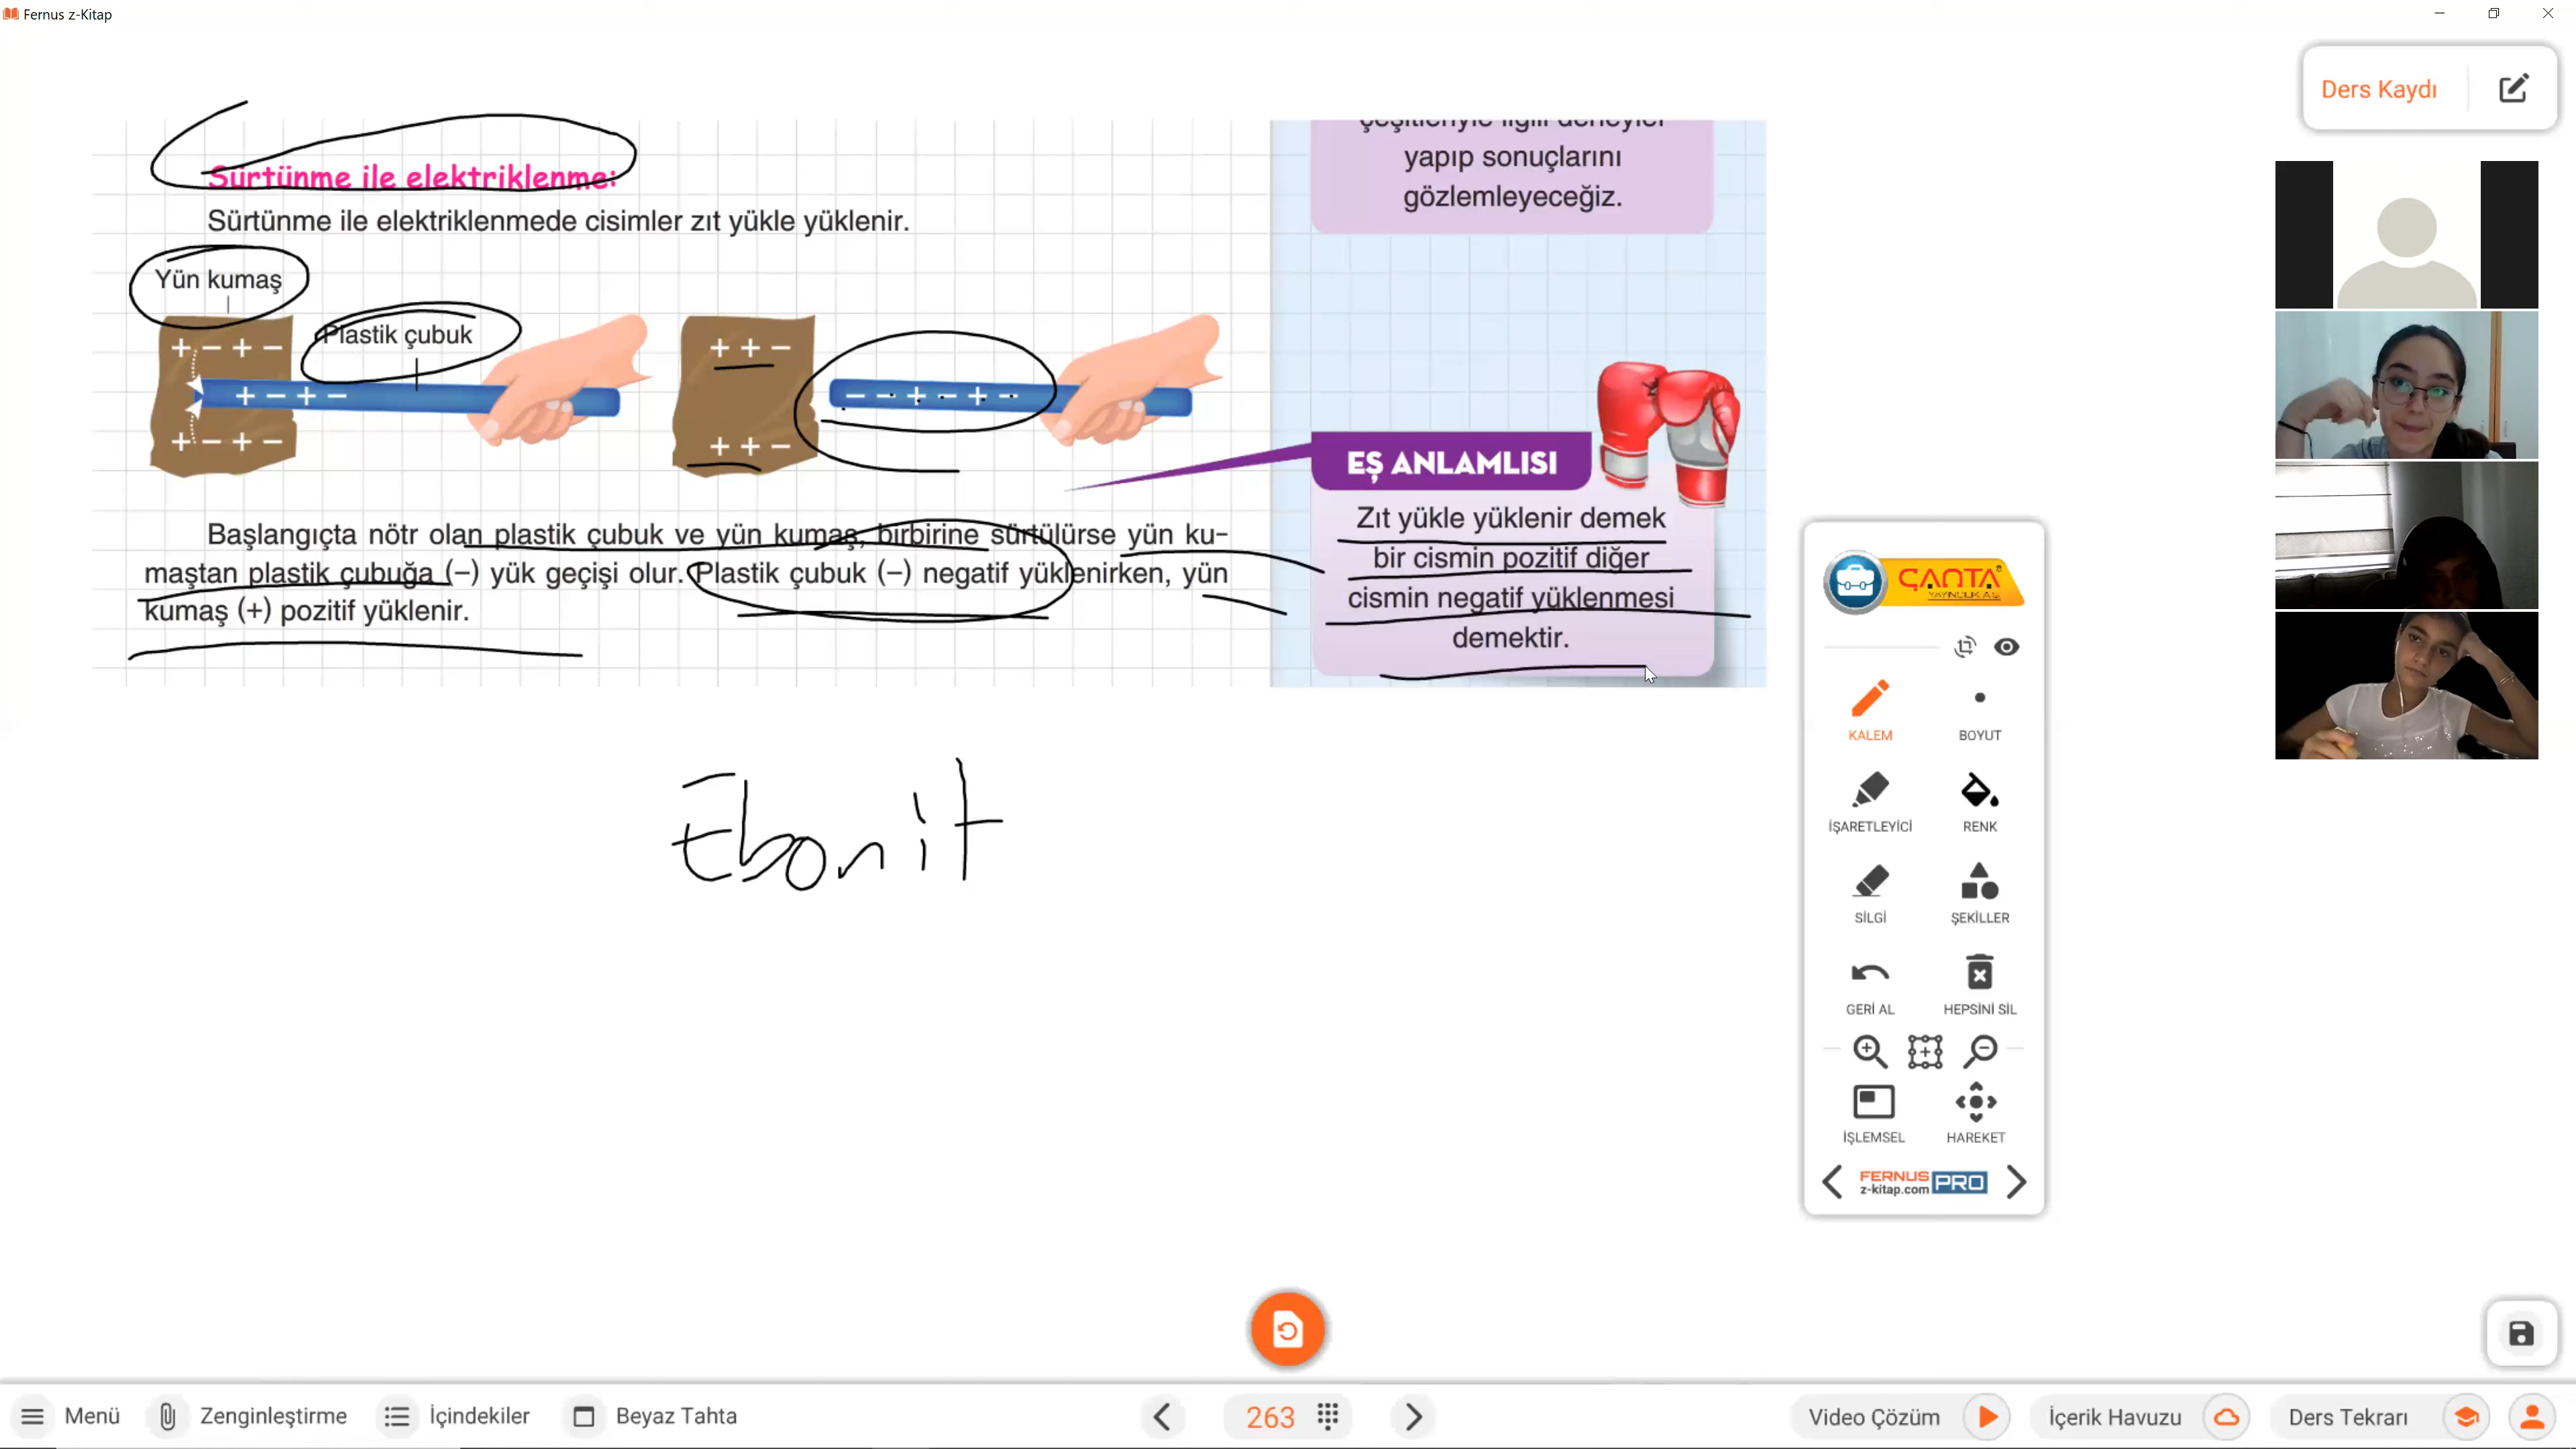 Fernus z-Kitap
Ders Kaydı
Sürtünme ile elektriklenme:
Sürtünme ile elektriklenmede cisimler zıt yükle yüklenir.
Yün kumaş
Plastik çubuk
+ − + −
+ − + −
+ − + −
+ + −
− − + − + −
+ + −
Başlangıçta nötr olan plastik çubuk ve yün kumaş, birbirine sürtülürse yün ku-
maştan plastik çubuğa (−) yük geçişi olur. Plastik çubuk (−) negatif yüklenirken, yün
kumaş (+) pozitif yüklenir.
çeşitleriyle ilgili deneyler
yapıp sonuçlarını
gözlemleyeceğiz.
EŞ ANLAMLISI
Zıt yükle yüklenir demek
bir cismin pozitif diğer
cismin negatif yüklenmesi
demektir.
Ebonit
ÇANTA
YAYINCILIK A.Ş.
KALEM
BOYUT
İŞARETLEYİCİ
RENK
SİLGİ
ŞEKİLLER
GERİ AL
HEPSİNİ SİL
İŞLEMSEL
HAREKET
FERNUS
z-kitap.com PRO
Menü
Zenginleştirme
İçindekiler
Beyaz Tahta
263
Video Çözüm
İçerik Havuzu
Ders Tekrarı